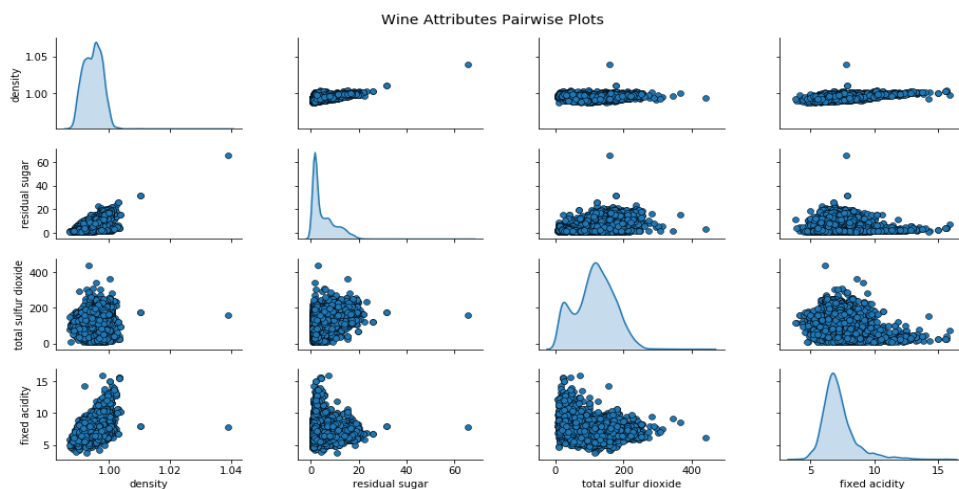 Wine Attributes Pairwise Plots
density
1.05
1.00
residual sugar
60
40
20
0
total sulfur dioxide
400
200
0
fixed acidity
15
10
5
1.00 1.02 1.04
0 20 40 60
0 200 400
5 10 15
density
residual sugar
total sulfur dioxide
fixed acidity